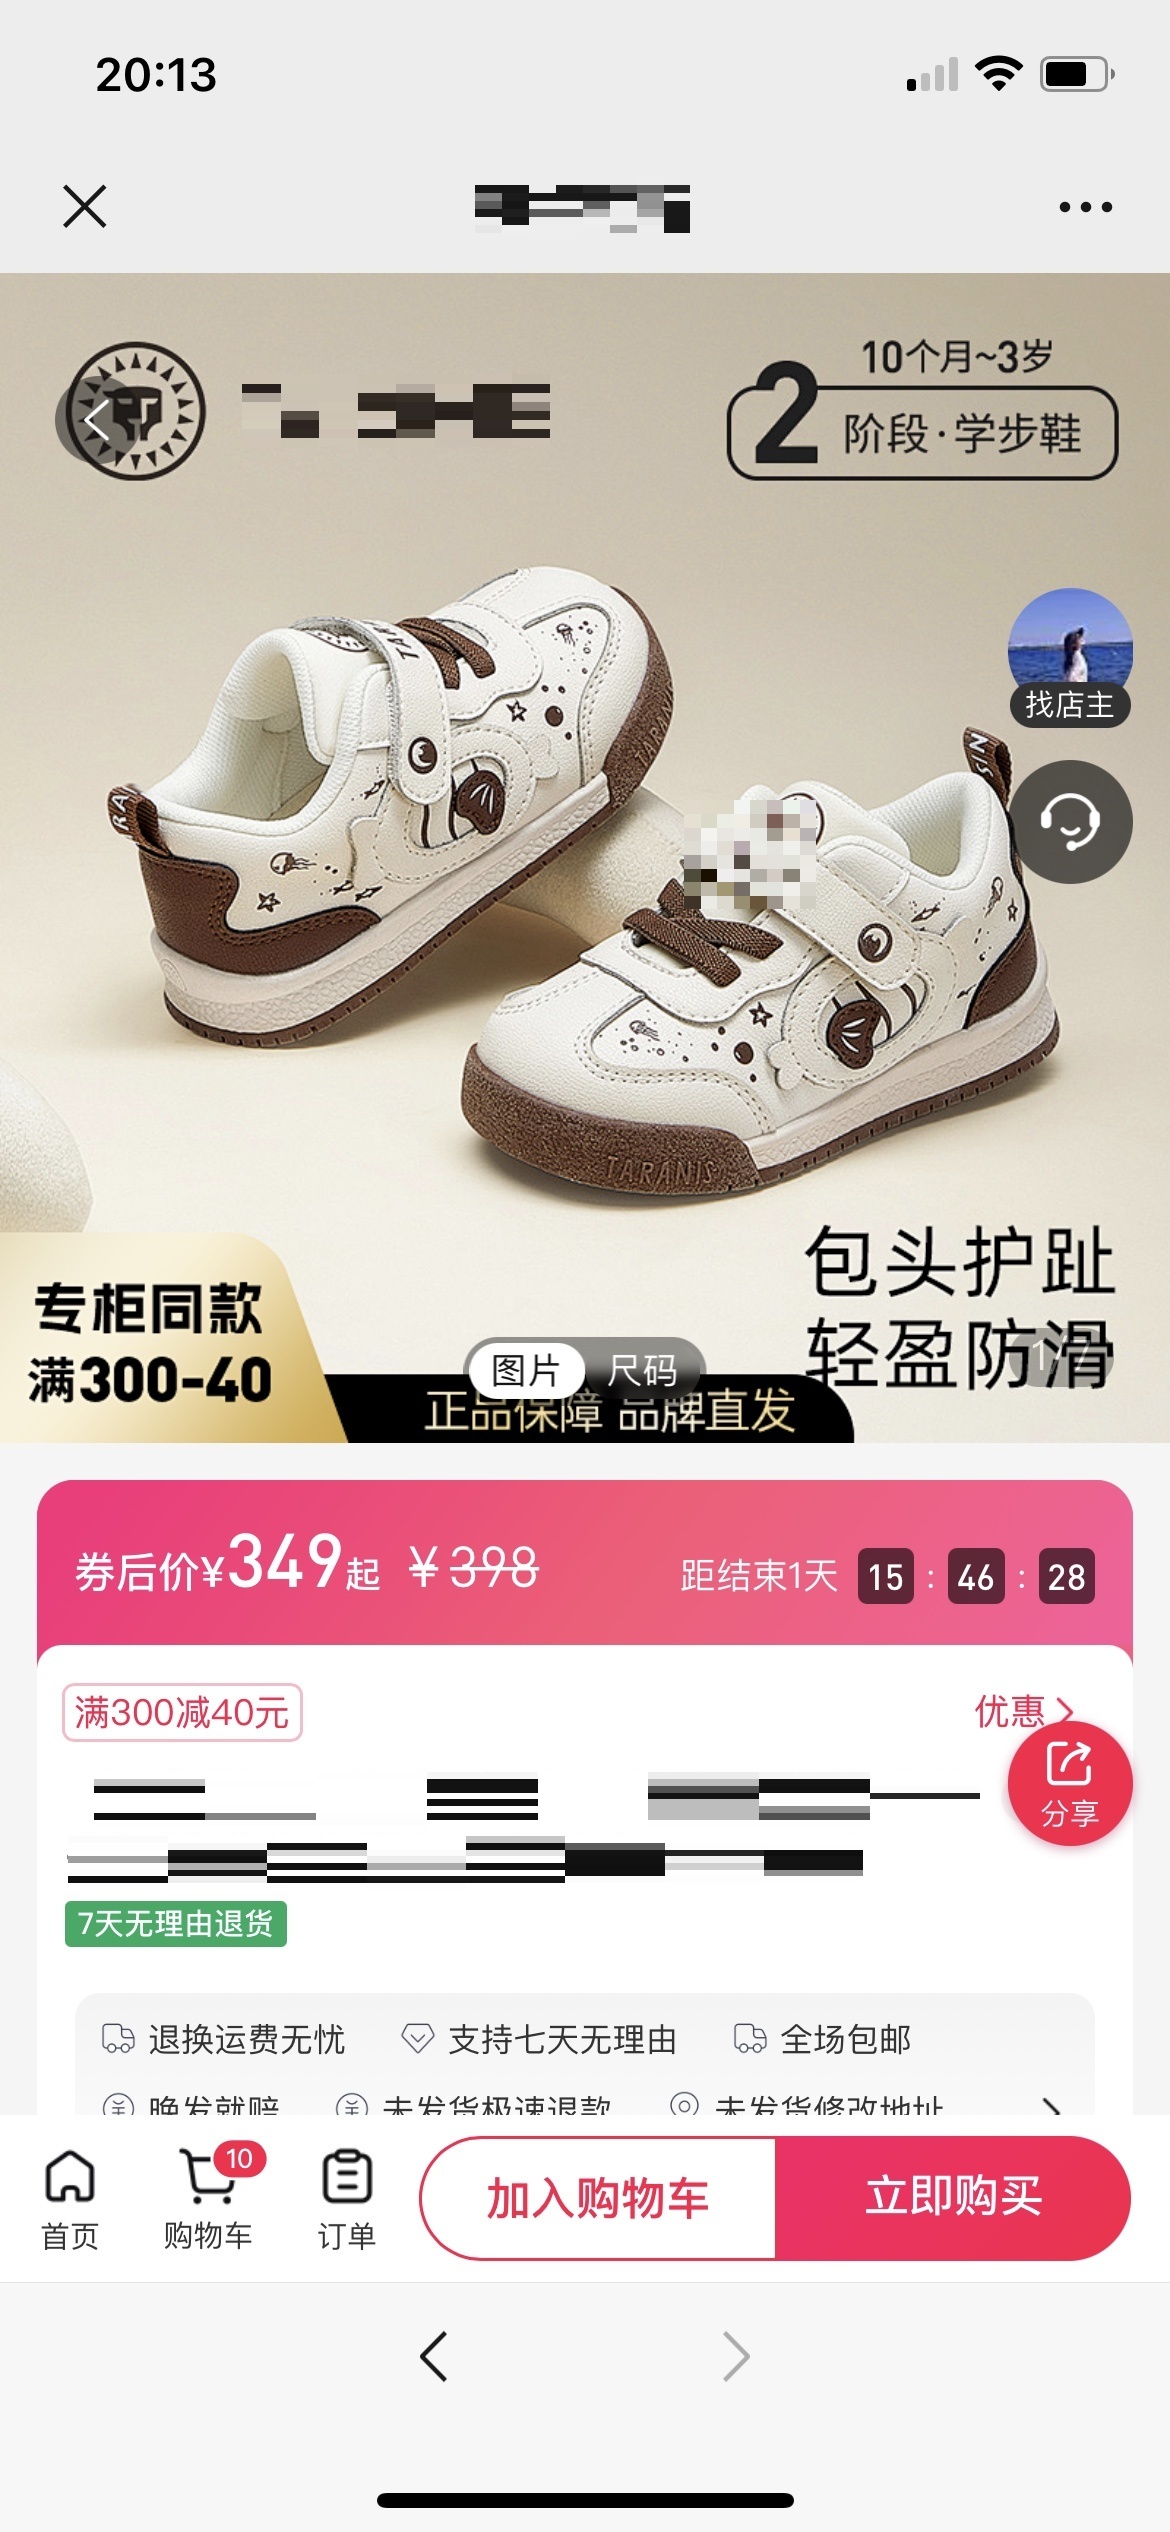 20:13
10个月~3岁
2 阶段·学步鞋
找店主
TARANIS
包头护趾
轻盈防滑
1/7
专柜同款
满300-40
图片 尺码
正品保障 品牌直发
券后价¥349起 ¥398
距结束1天 15 : 46 : 28
满300减40元
优惠
分享
7天无理由退货
退换运费无忧 支持七天无理由 全场包邮
晚发就赔 未发货极速退款 未发货修改地址
首页
购物车
10
订单
加入购物车
立即购买